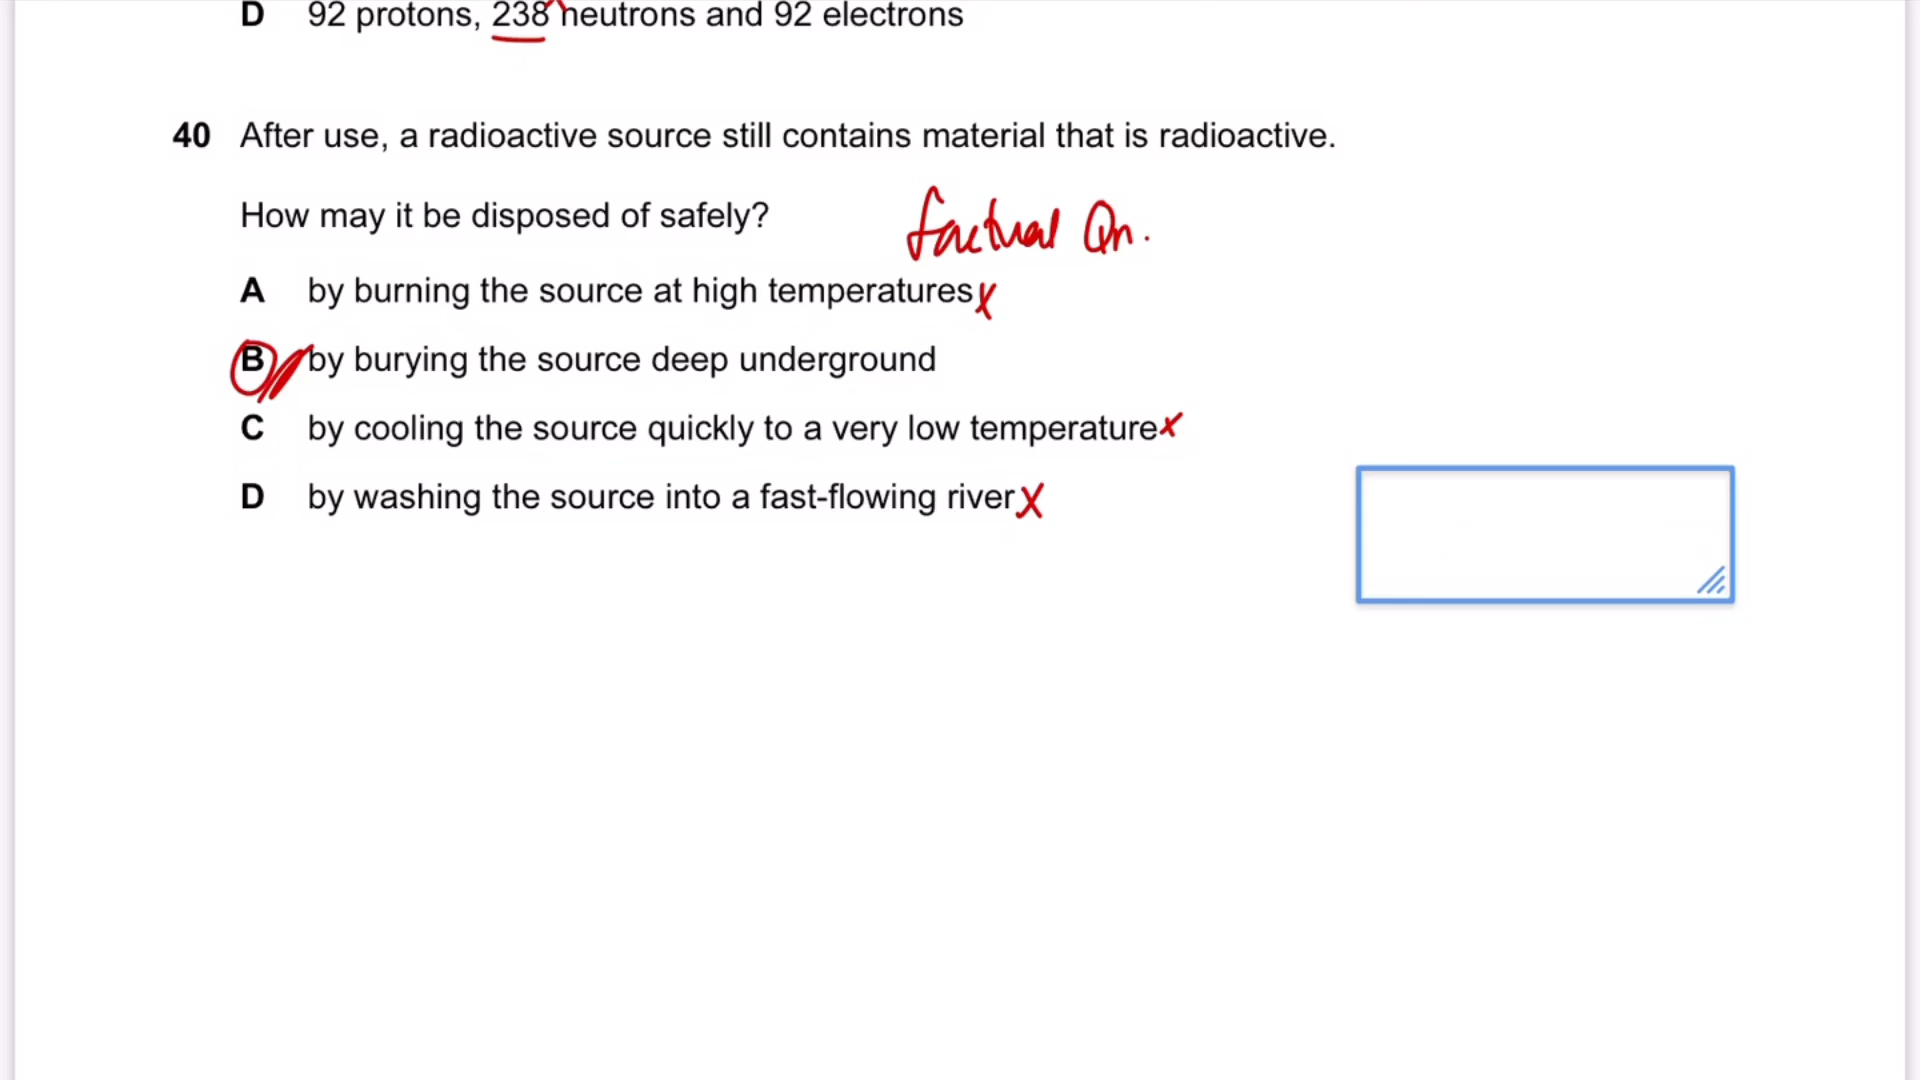 D 92 protons, 238 neutrons and 92 electrons
40 After use, a radioactive source still contains material that is radioactive.
How may it be disposed of safely?
factual Qn.
A by burning the source at high temperatures x
B by burying the source deep underground
C by cooling the source quickly to a very low temperature x
D by washing the source into a fast-flowing river x